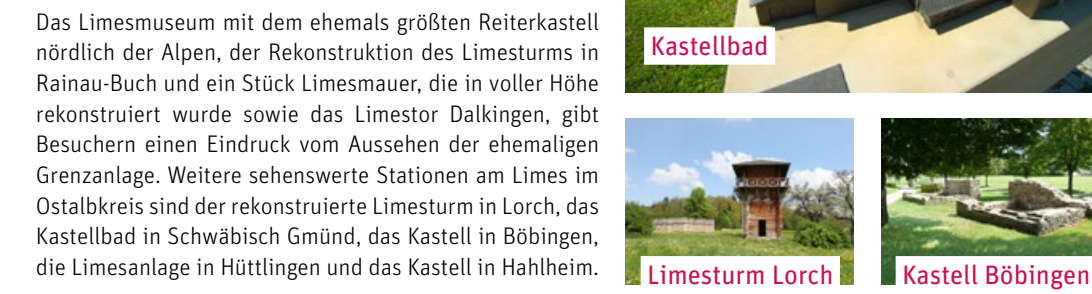 Das Limesmuseum mit dem ehemals größten Reiterkastell
nördlich der Alpen, der Rekonstruktion des Limesturms in
Rainau-Buch und ein Stück Limesmauer, die in voller Höhe
rekonstruiert wurde sowie das Limestor Dalkingen, gibt
Besuchern einen Eindruck vom Aussehen der ehemaligen
Grenzanlage. Weitere sehenswerte Stationen am Limes im
Ostalbkreis sind der rekonstruierte Limesturm in Lorch, das
Kastellbad in Schwäbisch Gmünd, das Kastell in Böbingen,
die Limesanlage in Hüttlingen und das Kastell in Hahlheim.
Kastellbad
Limesturm Lorch
Kastell Böbingen